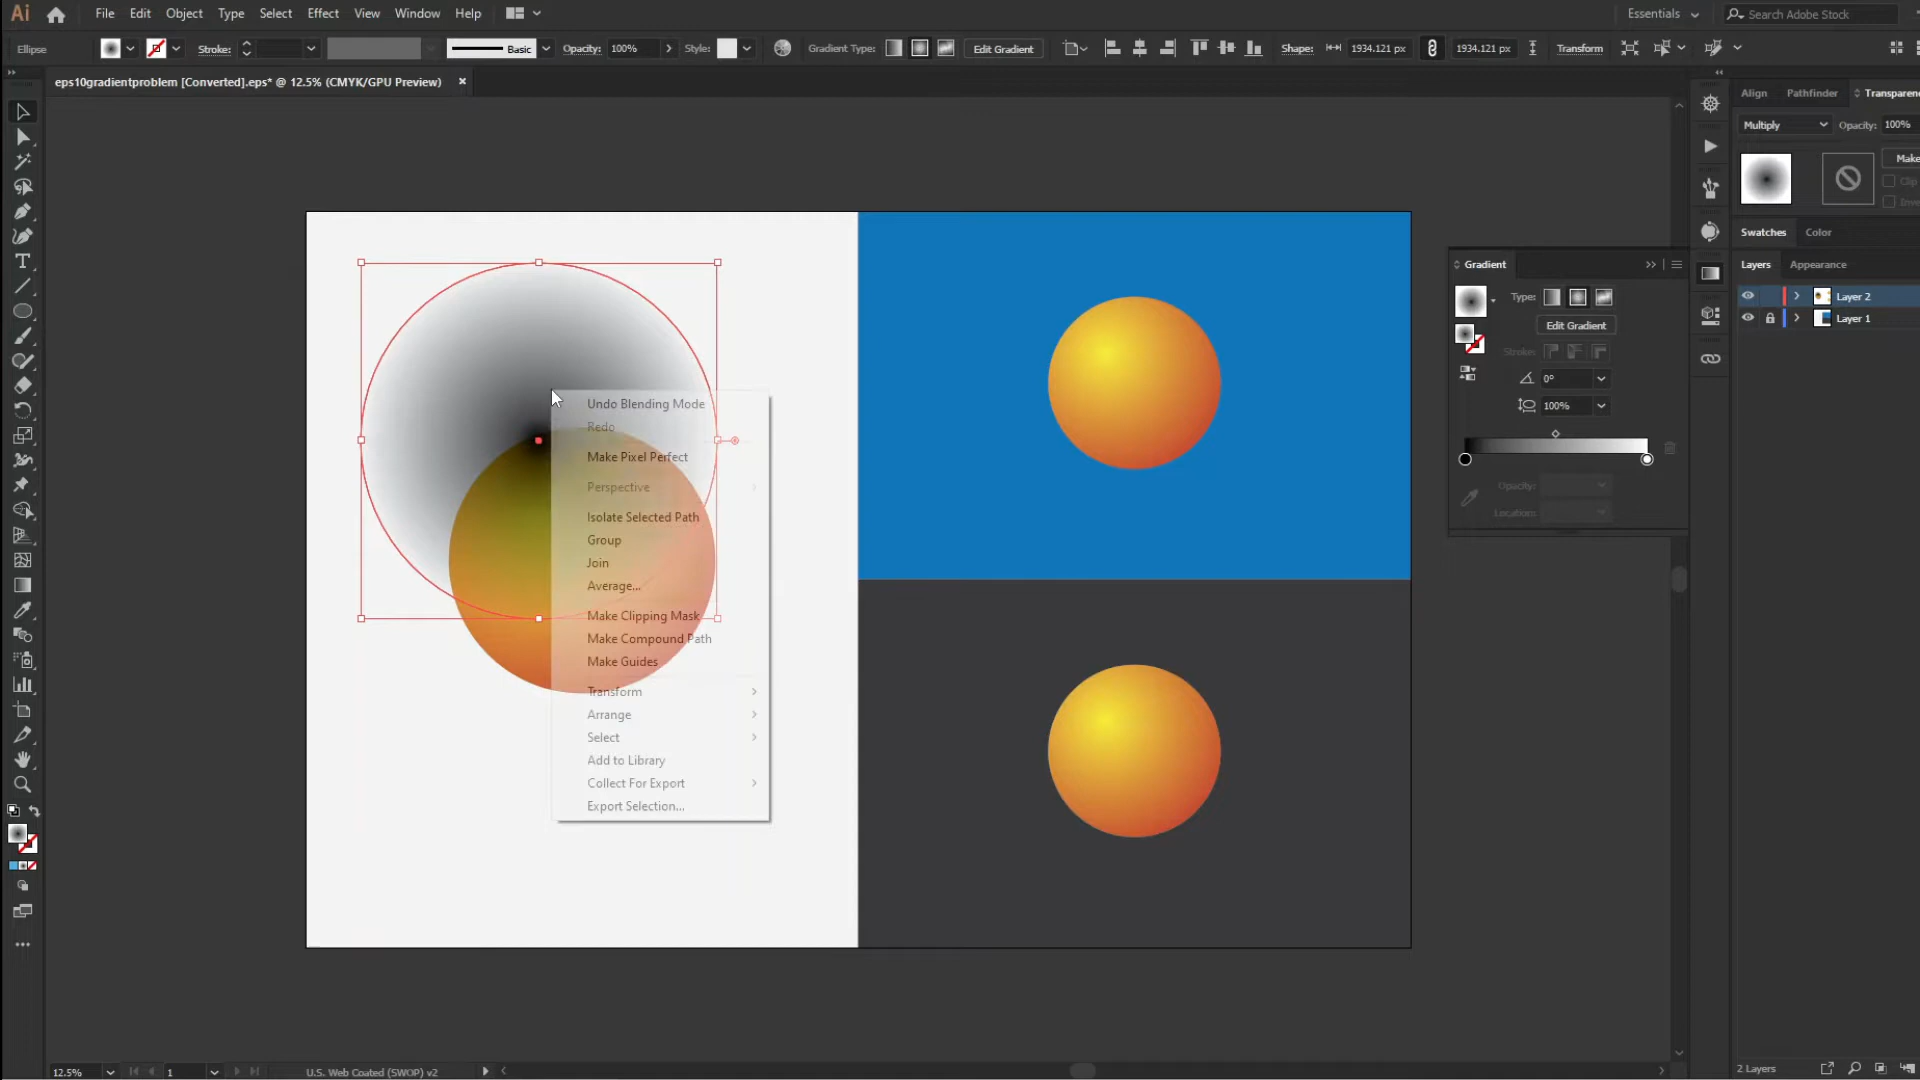 Ai File Edit Object Type Select Effect View Window Help Essentials Search Adobe Stock
Ellipse Stroke: Basic Opacity: 100% Style: Gradient Type: Edit Gradient Shape: 1934.121 px 1934.121 px Transform
eps10gradientproblem [Converted].eps* @ 12.5% (CMYK/GPU Preview)
Align Pathfinder Transparenc
Multiply Opacity: 100%
Make
Clip
Inve
Swatches Color
Layers Appearance
Layer 2
Layer 1
Gradient
Type:
Edit Gradient
Stroke:
0°
100%
Opacity:
Location:
Undo Blending Mode
Redo
Make Pixel Perfect
Perspective
Isolate Selected Path
Group
Join
Average...
Make Clipping Mask
Make Compound Path
Make Guides
Transform
Arrange
Select
Add to Library
Collect For Export
Export Selection...
12.5% 1 U.S. Web Coated (SWOP) v2 2 Layers